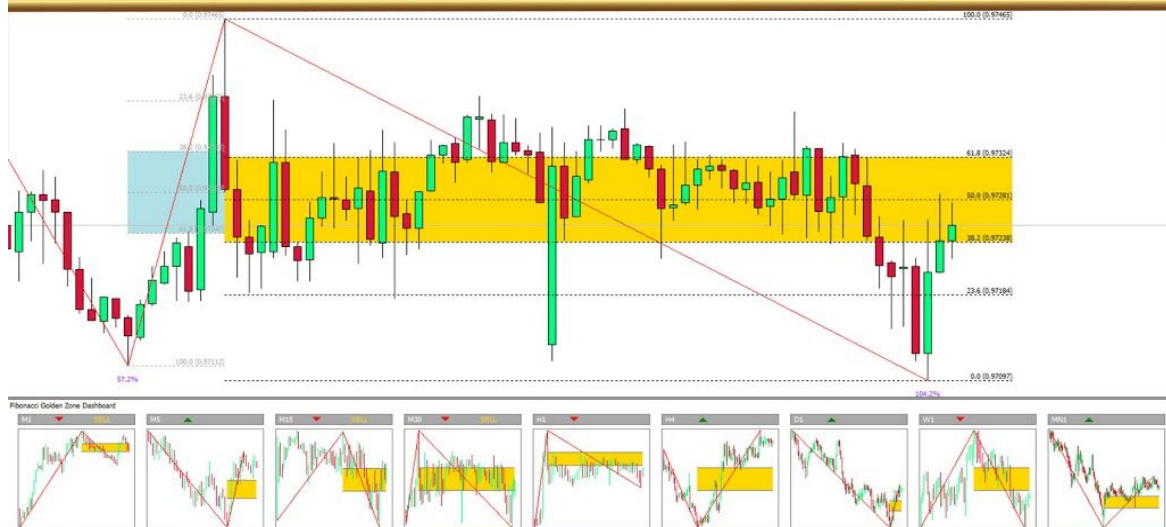 0.0 (0.97465)
100.0 (0.97465)
23.6
61.8 (0.97324)
50.0 (0.97281)
38.2 (0.97238)
23.6 (0.97184)
100.0 (0.97112)
0.0 (0.97097)
57.2%
104.2%
Fibonacci Golden Zone Dashboard
M1 SELL
M5
M15 SELL
M30 SELL
H1
H4
D1
W1
MN1